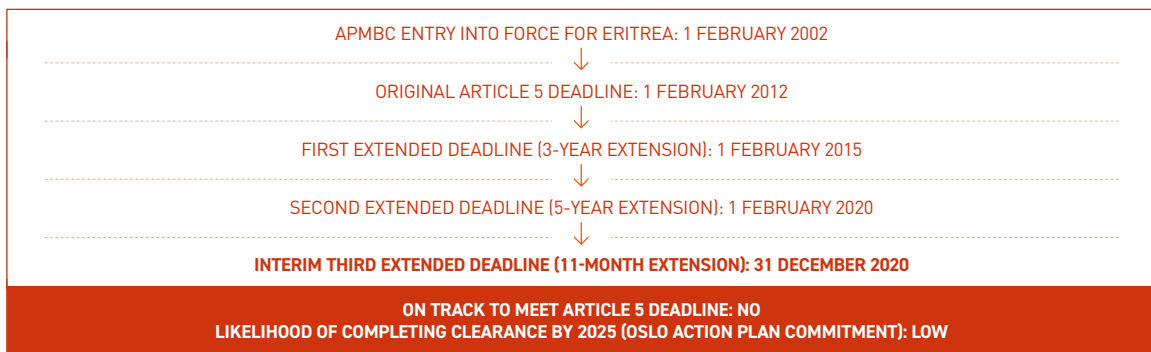 APMBC ENTRY INTO FORCE FOR ERITREA: 1 FEBRUARY 2002
ORIGINAL ARTICLE 5 DEADLINE: 1 FEBRUARY 2012
FIRST EXTENDED DEADLINE (3-YEAR EXTENSION): 1 FEBRUARY 2015
SECOND EXTENDED DEADLINE (5-YEAR EXTENSION): 1 FEBRUARY 2020
INTERIM THIRD EXTENDED DEADLINE (11-MONTH EXTENSION): 31 DECEMBER 2020
ON TRACK TO MEET ARTICLE 5 DEADLINE: NO
LIKELIHOOD OF COMPLETING CLEARANCE BY 2025 (OSLO ACTION PLAN COMMITMENT): LOW